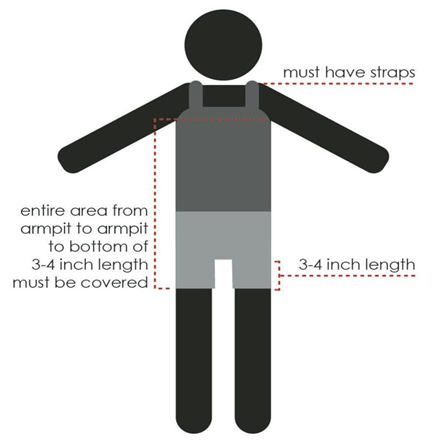 must have straps
entire area from
armpit to armpit
to bottom of
3-4 inch length
must be covered
3-4 inch length